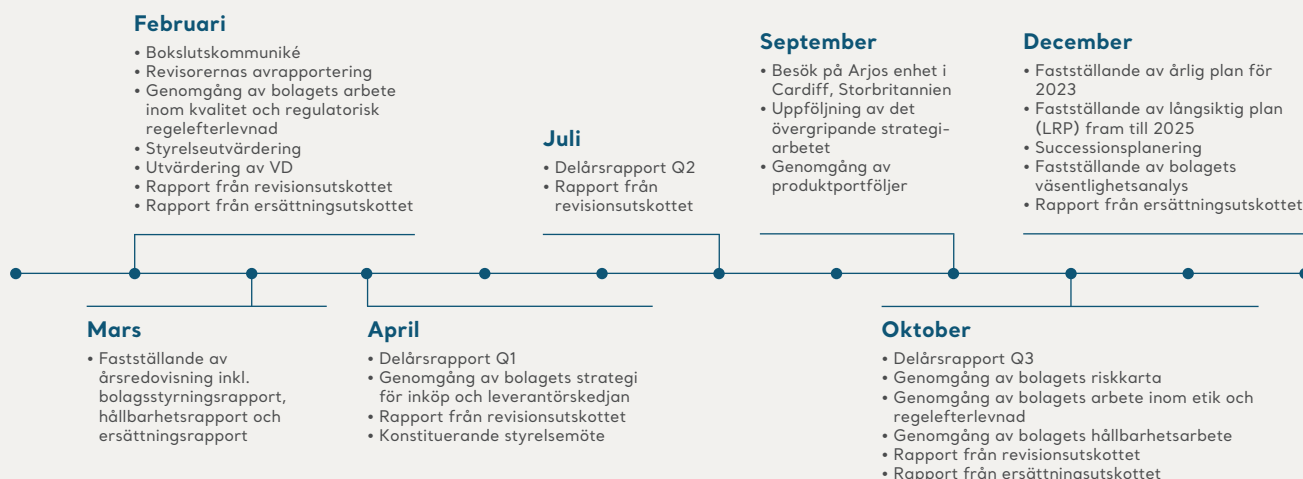 Februari
• Bokslutskommuniké
• Revisorernas avrapportering
• Genomgång av bolagets arbete
inom kvalitet och regulatorisk
regelefterlevnad
• Styrelseutvärdering
• Utvärdering av VD
• Rapport från revisionsutskottet
• Rapport från ersättningsutskottet
Juli
• Delårsrapport Q2
• Rapport från
revisionsutskottet
September
• Besök på Arjos enhet i
Cardiff, Storbritannien
• Uppföljning av det
övergripande strategi-
arbetet
• Genomgång av
produktportföljer
December
• Fastställande av årlig plan för
2023
• Fastställande av långsiktig plan
(LRP) fram till 2025
• Successionsplanering
• Fastställande av bolagets
väsentlighetsanalys
• Rapport från ersättningsutskottet
Mars
• Fastställande av
årsredovisning inkl.
bolagsstyrningsrapport,
hållbarhetsrapport och
ersättningsrapport
April
• Delårsrapport Q1
• Genomgång av bolagets strategi
för inköp och leverantörskedjan
• Rapport från revisionsutskottet
• Konstituerande styrelsemöte
Oktober
• Delårsrapport Q3
• Genomgång av bolagets riskkarta
• Genomgång av bolagets arbete inom etik och
regelefterlevnad
• Genomgång av bolagets hållbarhetsarbete
• Rapport från revisionsutskottet
• Rapport från ersättningsutskottet